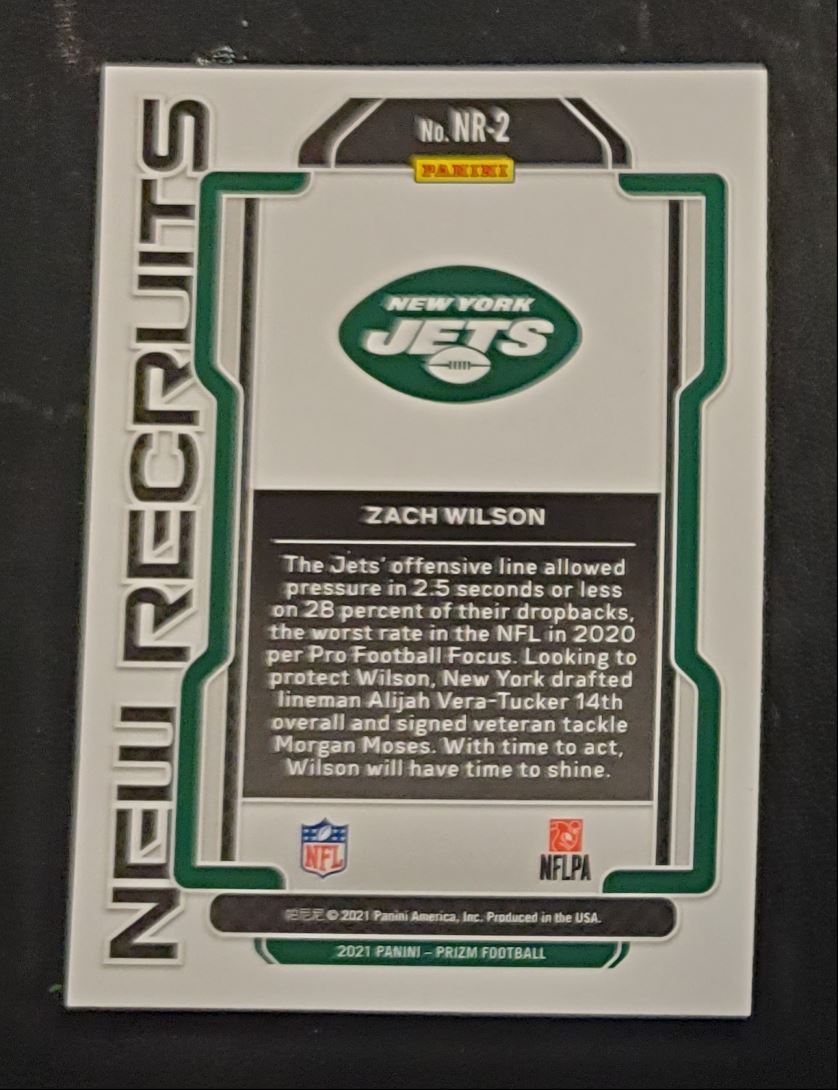 NEW RECRUITS
No. NR-2
PANINI
NEW YORK
JETS
ZACH WILSON
The Jets' offensive line allowed
pressure in 2.5 seconds or less
on 28 percent of their dropbacks,
the worst rate in the NFL in 2020
per Pro Football Focus. Looking to
protect Wilson, New York drafted
lineman Alijah Vera-Tucker 14th
overall and signed veteran tackle
Morgan Moses. With time to act,
Wilson will have time to shine.
NFL
NFLPA
© 2021 Panini America, Inc. Produced in the USA.
2021 PANINI – PRIZM FOOTBALL